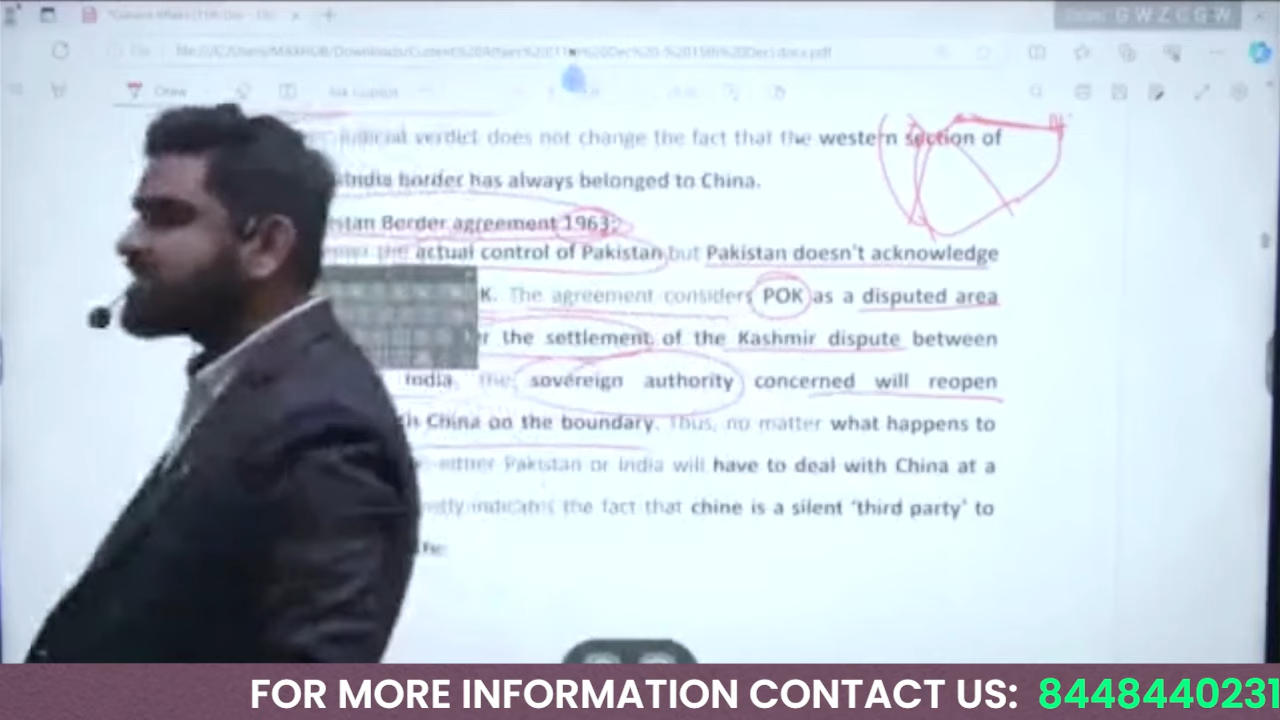 G W Z C G W
Draw
judicial verdict does not change the fact that the western section of
India border has always belonged to China.
stan Border agreement 1963:
the actual control of Pakistan but Pakistan doesn't acknowledge
K. The agreement considers POK as a disputed area
r the settlement of the Kashmir dispute between
India, the sovereign authority concerned will reopen
China on the boundary. Thus, no matter what happens to
either Pakistan or India will have to deal with China at a
indicates the fact that chine is a silent 'third party' to
FOR MORE INFORMATION CONTACT US: 8448440231